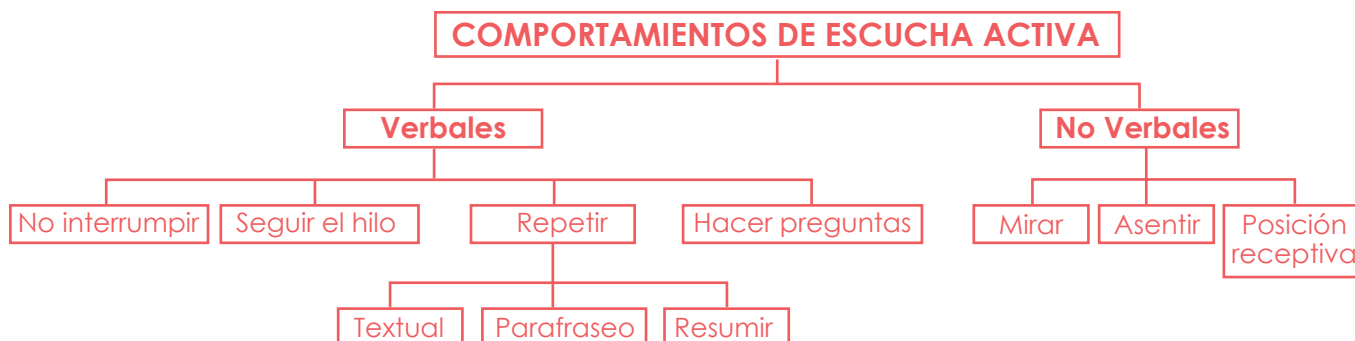 COMPORTAMIENTOS DE ESCUCHA ACTIVA
Verbales
No Verbales
No interrumpir
Seguir el hilo
Repetir
Hacer preguntas
Mirar
Asentir
Posición
receptiva
Textual
Parafraseo
Resumir